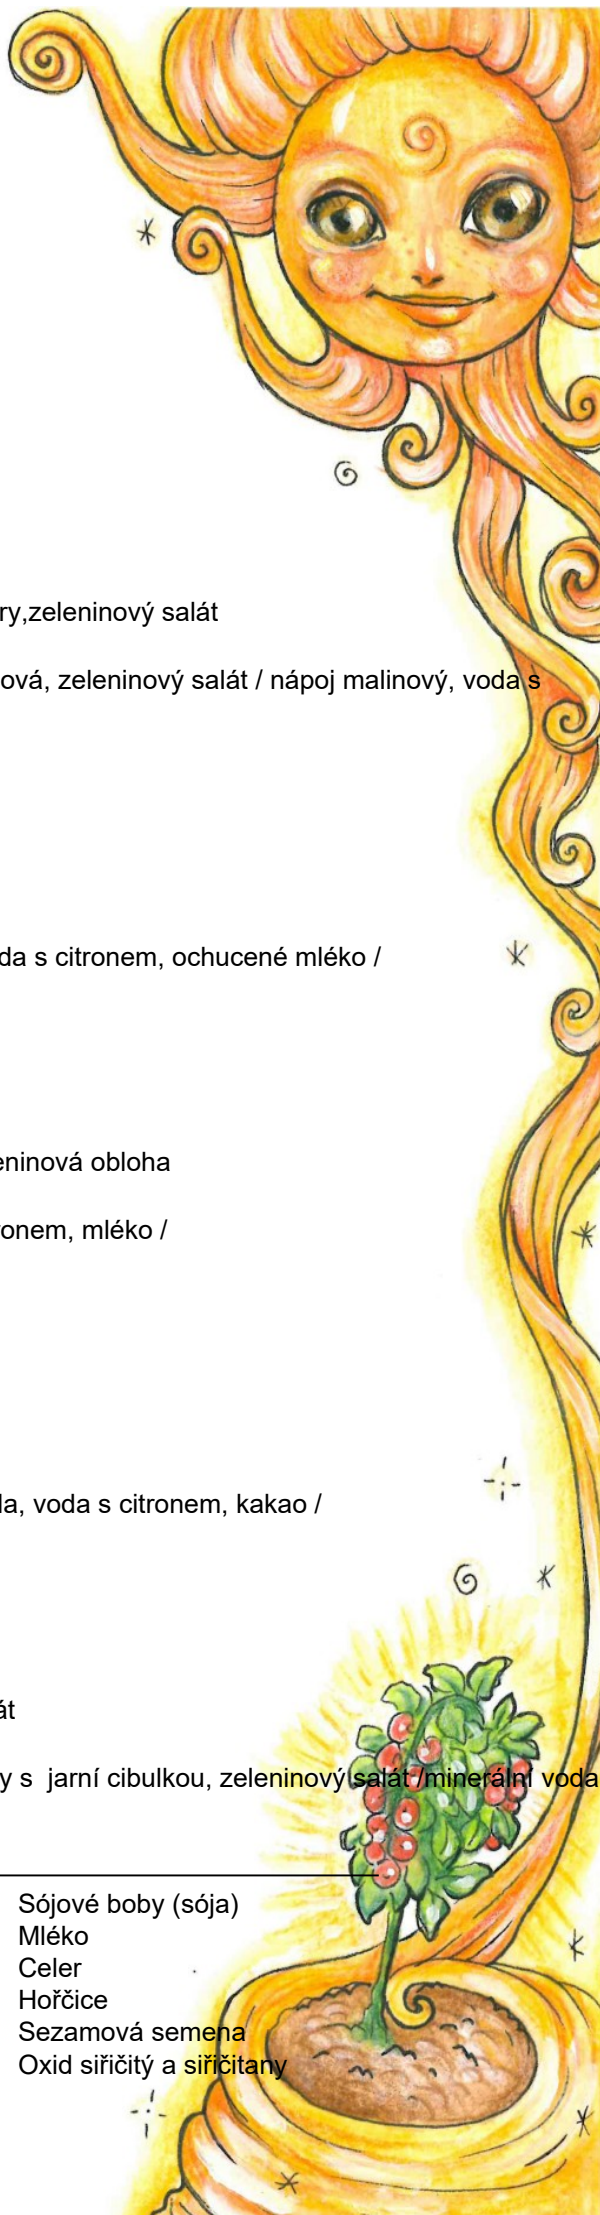 ry,zeleninový salát
ová, zeleninový salát / nápoj malinový, voda s
da s citronem, ochucené mléko /
eninová obloha
ronem, mléko /
la, voda s citronem, kakao /
át
y s  jarní cibulkou, zeleninový salát /minerální voda
Sójové boby (sója)
Mléko
Celer
Hořčice
Sezamová semena
Oxid siřičitý a siřičitany